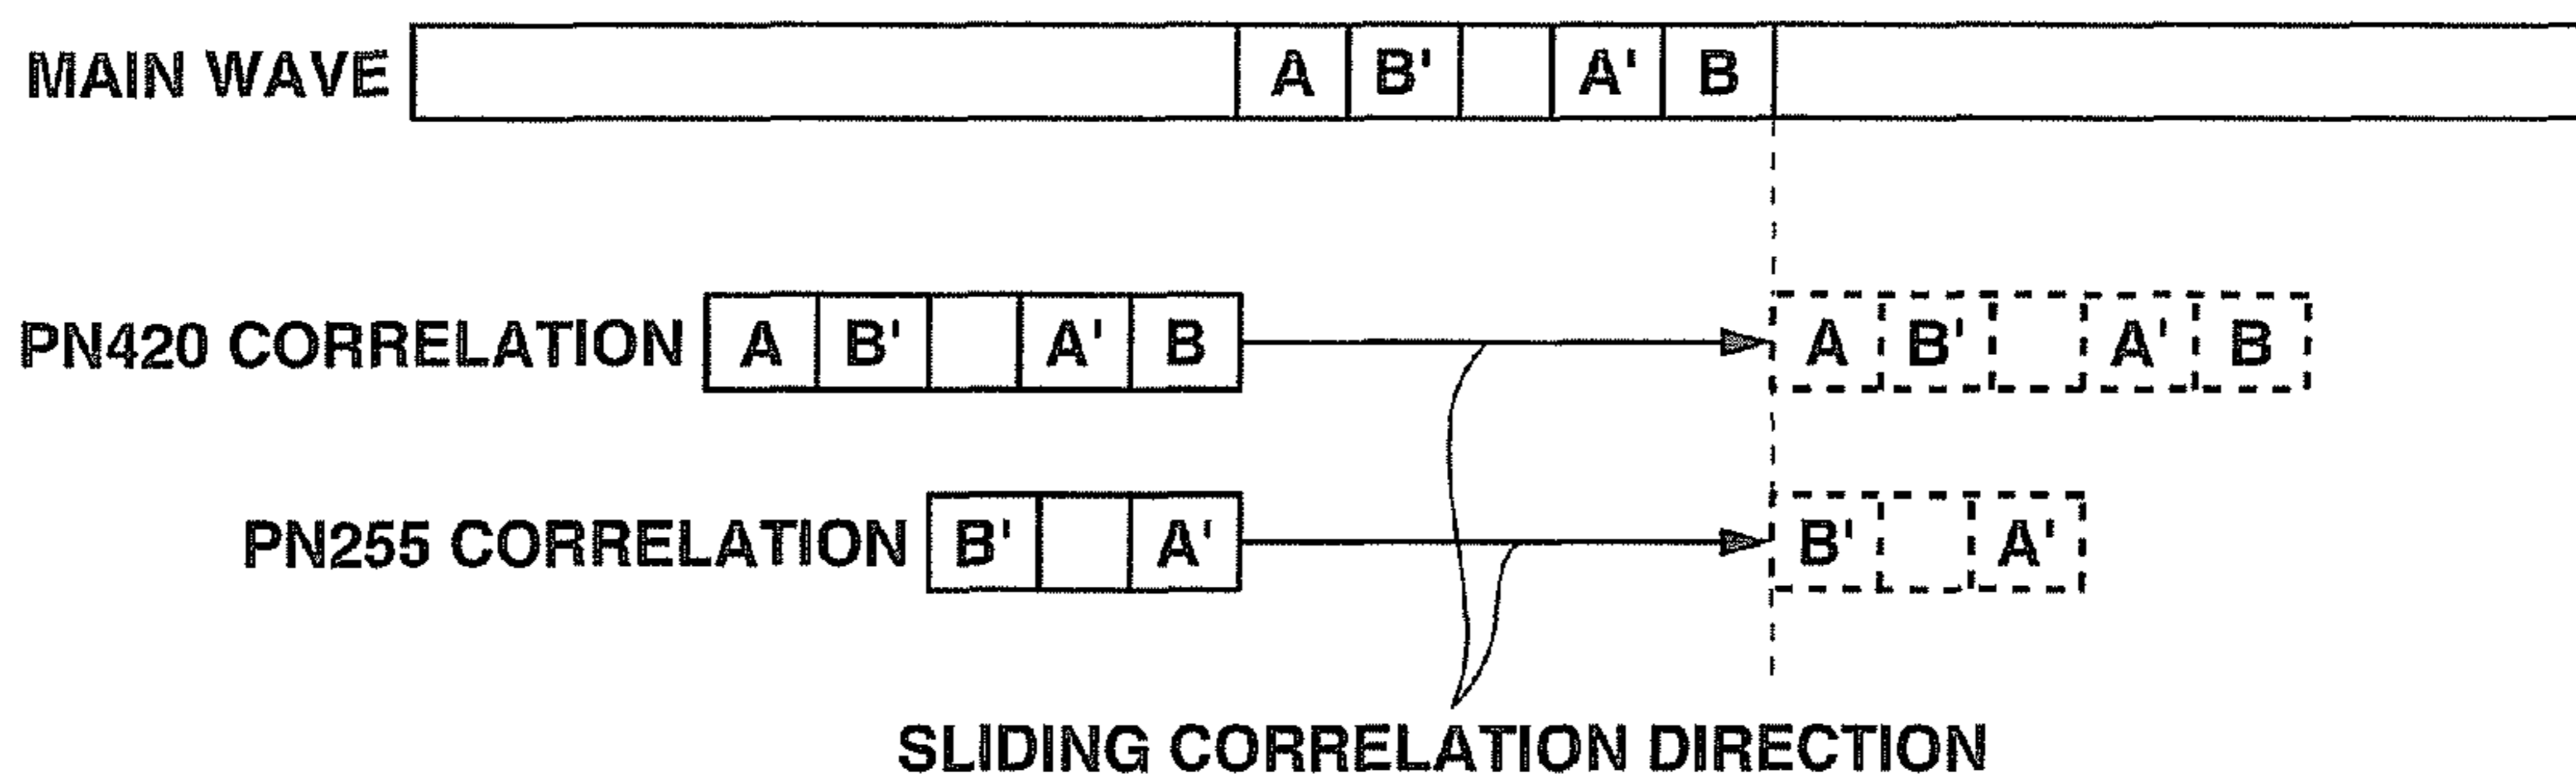 MAIN WAVE A B' A' B
PN420 CORRELATION A B' A' B A B' A' B
PN255 CORRELATION B' A' B' A'
SLIDING CORRELATION DIRECTION